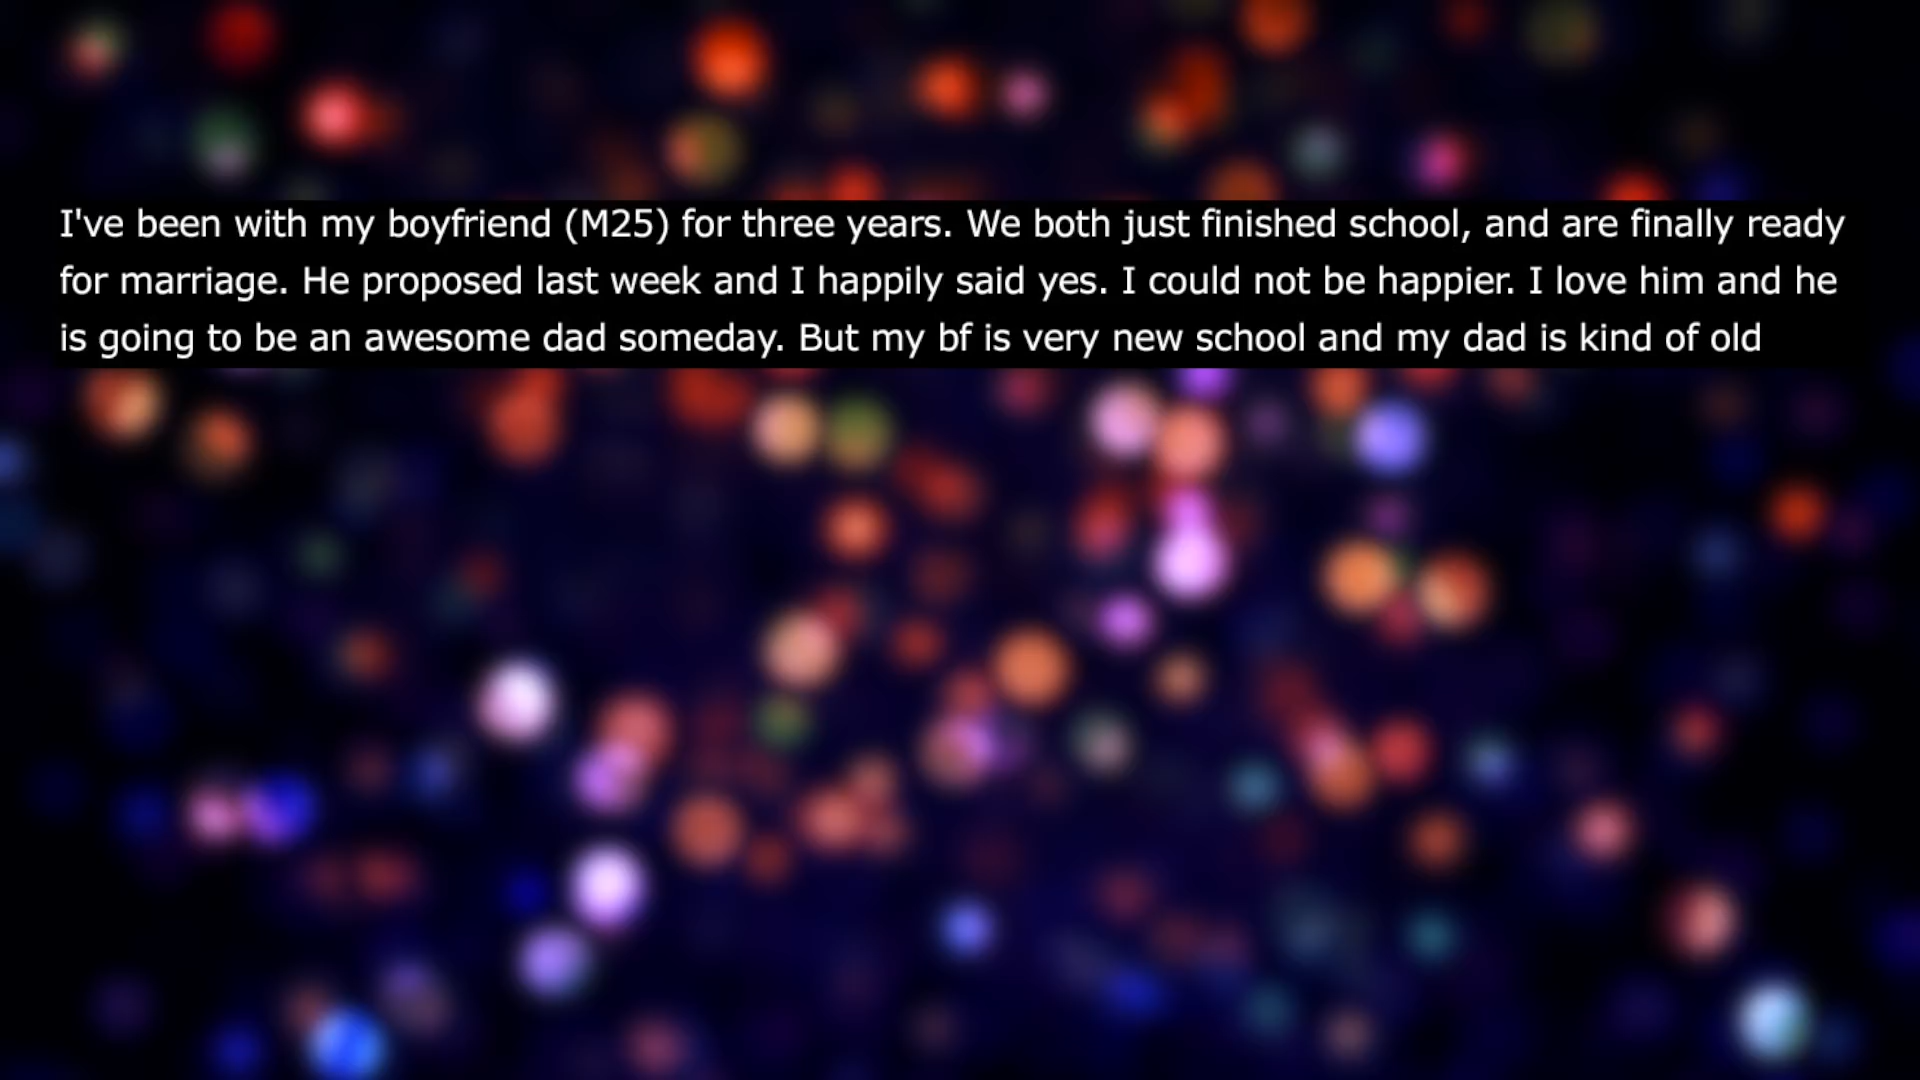 I've been with my boyfriend (M25) for three years. We both just finished school, and are finally ready
for marriage. He proposed last week and I happily said yes. I could not be happier. I love him and he
is going to be an awesome dad someday. But my bf is very new school and my dad is kind of old